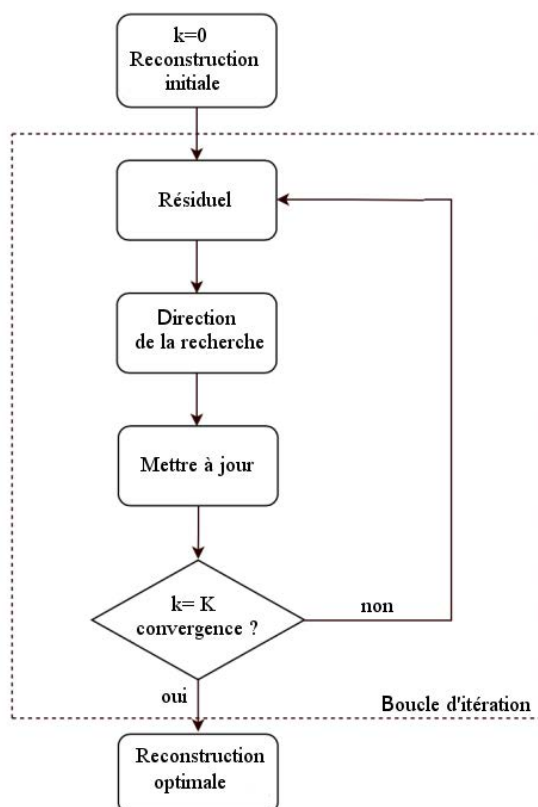 k=0
Reconstruction
initiale
Résiduel
Direction
de la recherche
Mettre à jour
k= K
convergence ?
non
oui
Boucle d'itération
Reconstruction
optimale